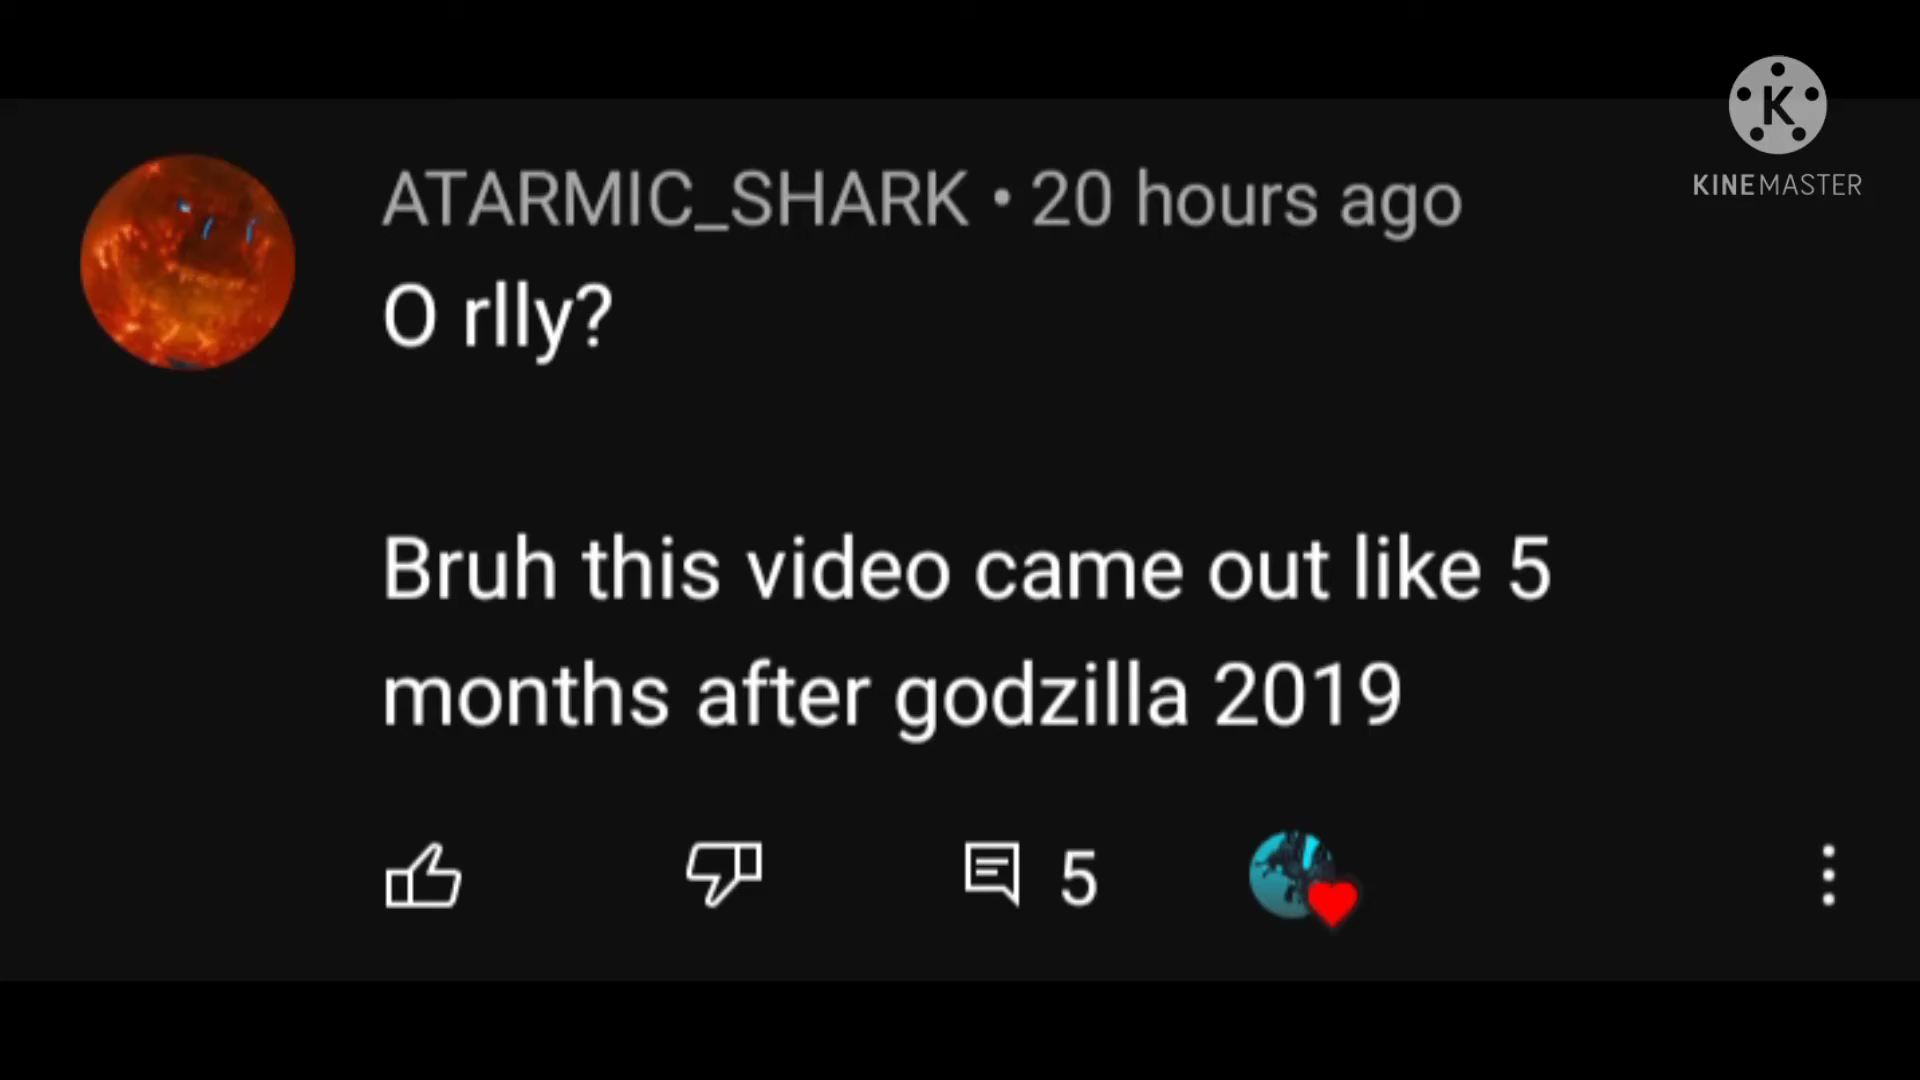 K
KINEMASTER
ATARMIC_SHARK • 20 hours ago
O rlly?
Bruh this video came out like 5
months after godzilla 2019
5